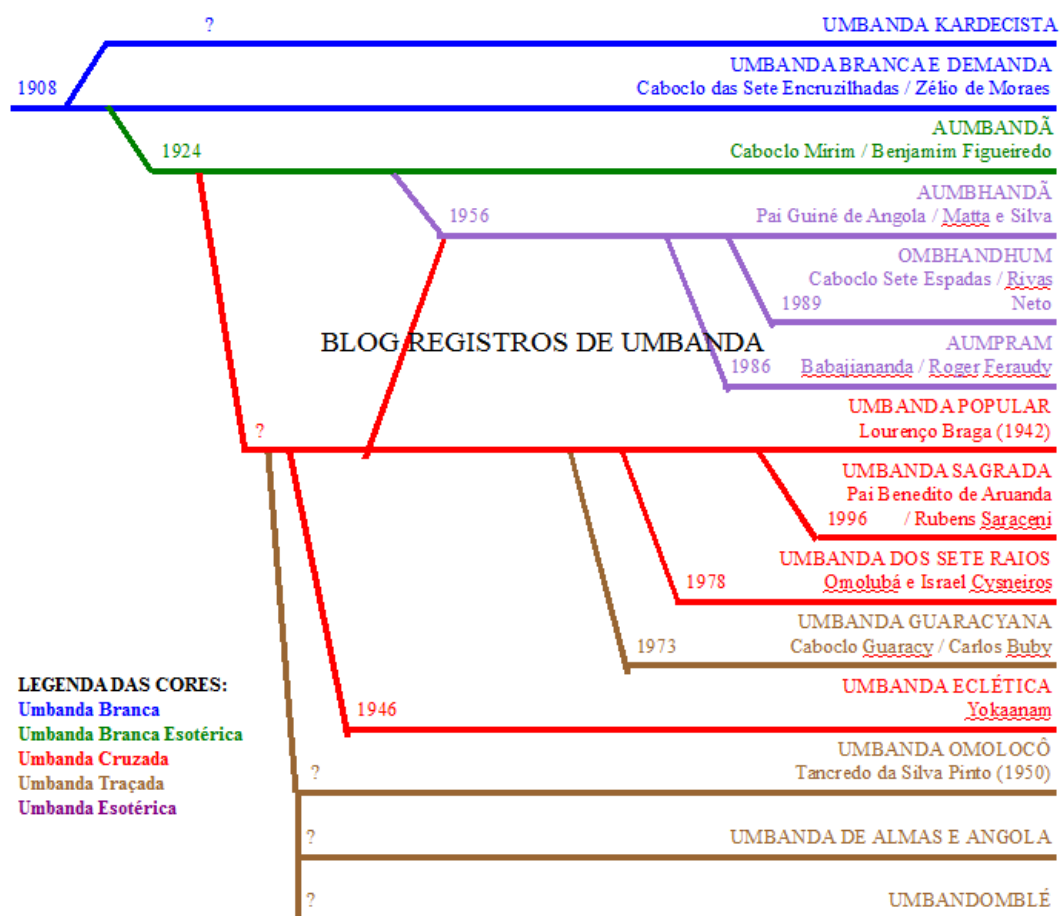 ?
UMBANDA KARDECISTA
UMBANDA BRANCA E DEMANDA
1908
Caboclo das Sete Encruzilhadas / Zélio de Moraes
AUMBANDÃ
1924
Caboclo Mirim / Benjamim Figueiredo
AUMBHANDÃ
1956
Pai Guiné de Angola / Matta e Silva
OMBHANDHUM
Caboclo Sete Espadas / Rivas
1989
Neto
BLOG REGISTROS DE UMBANDA
AUMPRAM
1986
Babajiananda / Roger Feraudy
UMBANDA POPULAR
?
Lourenço Braga (1942)
UMBANDA SAGRADA
Pai Benedito de Aruanda
1996
/ Rubens Saraceni
UMBANDA DOS SETE RAIOS
1978
Omolubá e Israel Cysneiros
UMBANDA GUARACYANA
1973
Caboclo Guaracy / Carlos Buby
LEGENDA DAS CORES:
Umbanda Branca
Umbanda Branca Esotérica
Umbanda Cruzada
Umbanda Traçada
Umbanda Esotérica
UMBANDA ECLÉTICA
1946
Yokaanam
UMBANDA OMOLOCÔ
?
Tancredo da Silva Pinto (1950)
?
UMBANDA DE ALMAS E ANGOLA
?
UMBANDOMBLÉ